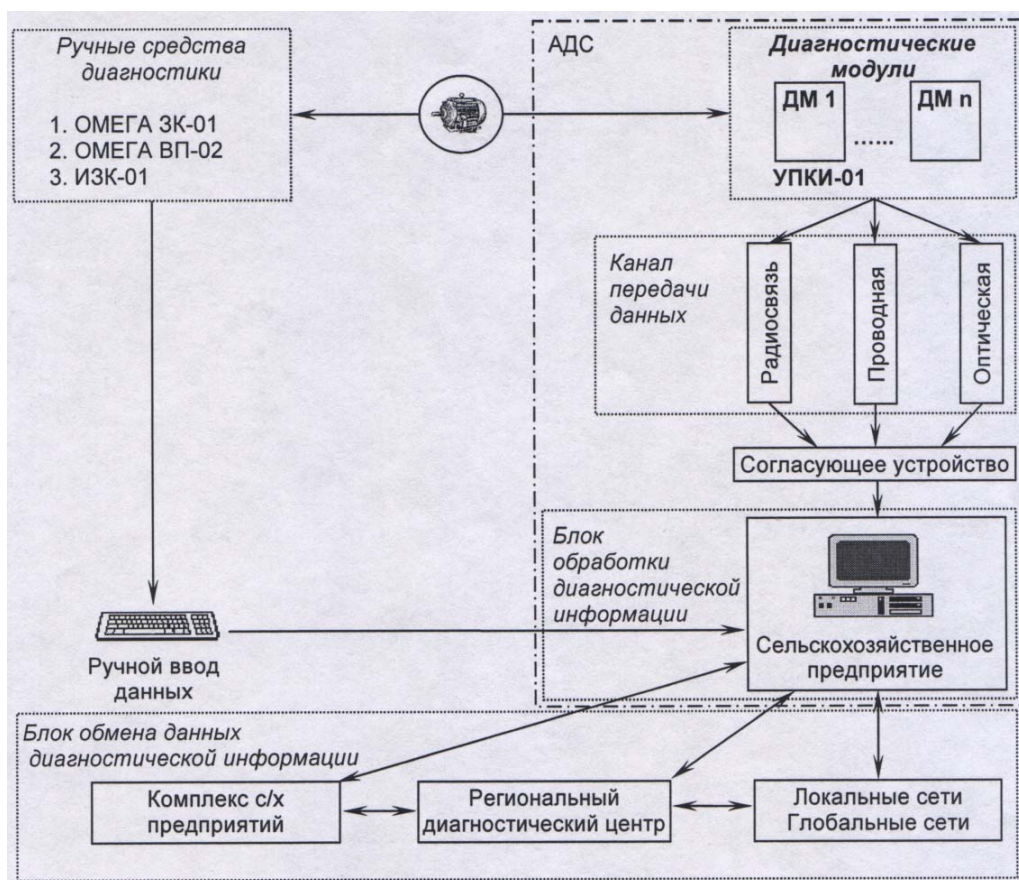 Ручные средства
диагностики
1. ОМЕГА ЗК-01
2. ОМЕГА ВП-02
3. ИЗК-01
АДС
Диагностические
модули
ДМ 1
ДМ n
......
УПКИ-01
Канал
передачи
данных
Радиосвязь
Проводная
Оптическая
Согласующее устройство
Блок
обработки
диагностической
информации
Сельскохозяйственное
предприятие
Ручной ввод
данных
Блок обмена данных
диагностической информации
Комплекс с/х
предприятий
Региональный
диагностический центр
Локальные сети
Глобальные сети